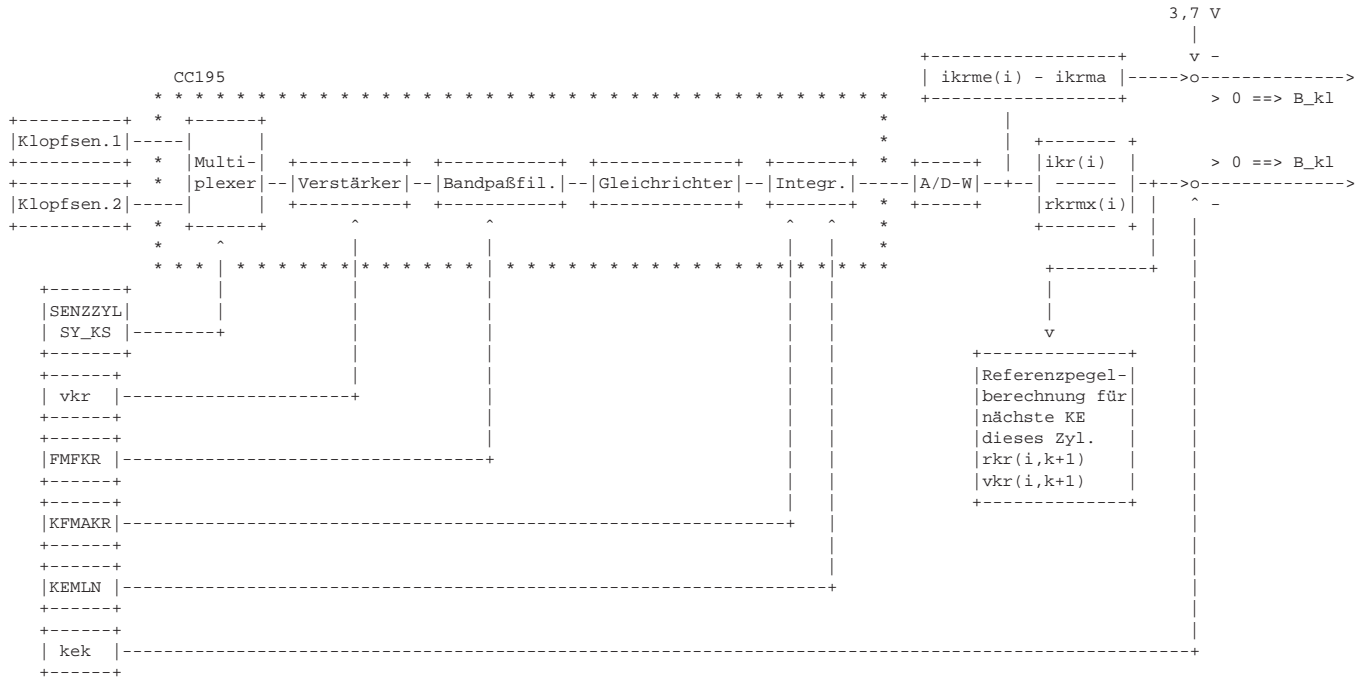 3,7 V
CC195
ikrme(i) - ikrma
> 0 ==> B_kl
Klopfsen.1
Multi-
plexer
Verstärker
Bandpaßfil.
Gleichrichter
Integr.
A/D-W
ikr(i)
rkrmx(i)
> 0 ==> B_kl
Klopfsen.2
SENZZYL
SY_KS
vkr
FMFKR
KFMAKR
KEMLN
kek
Referenzpegel-
berechnung für
nächste KE
dieses Zyl.
rkr(i,k+1)
vkr(i,k+1)